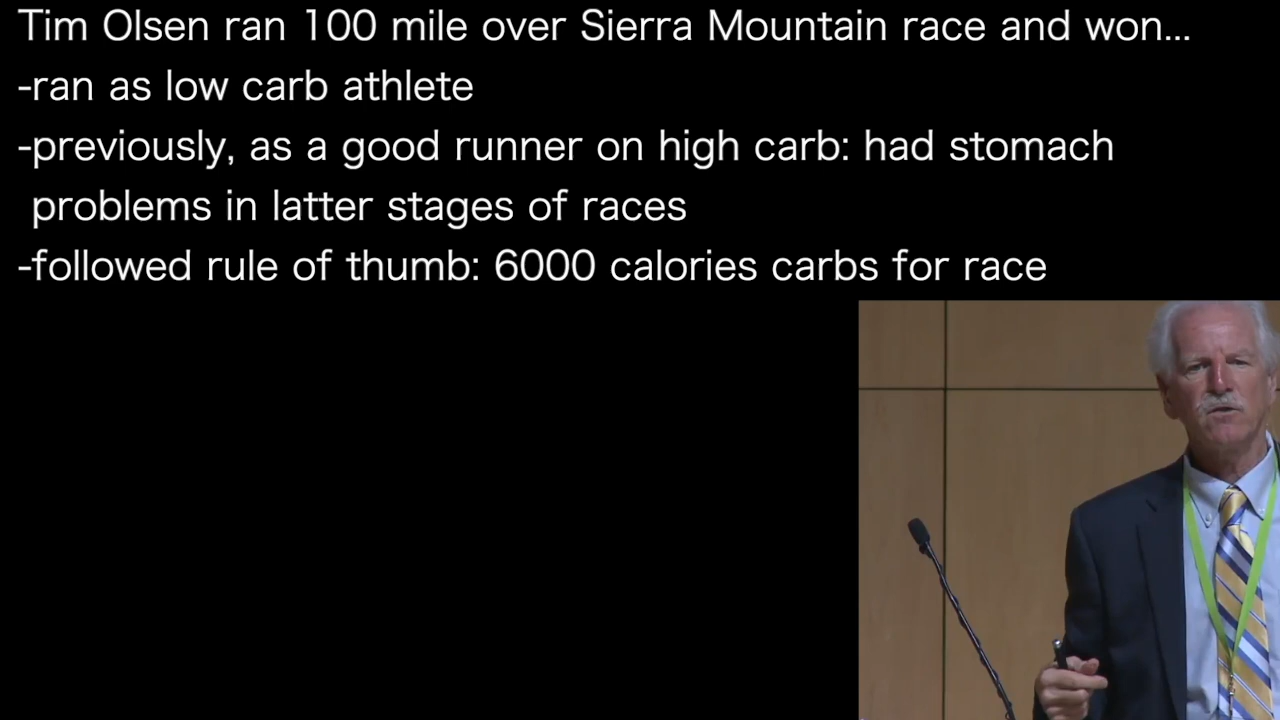 Tim Olsen ran 100 mile over Sierra Mountain race and won...
-ran as low carb athlete
-previously, as a good runner on high carb: had stomach
problems in latter stages of races
-followed rule of thumb: 6000 calories carbs for race